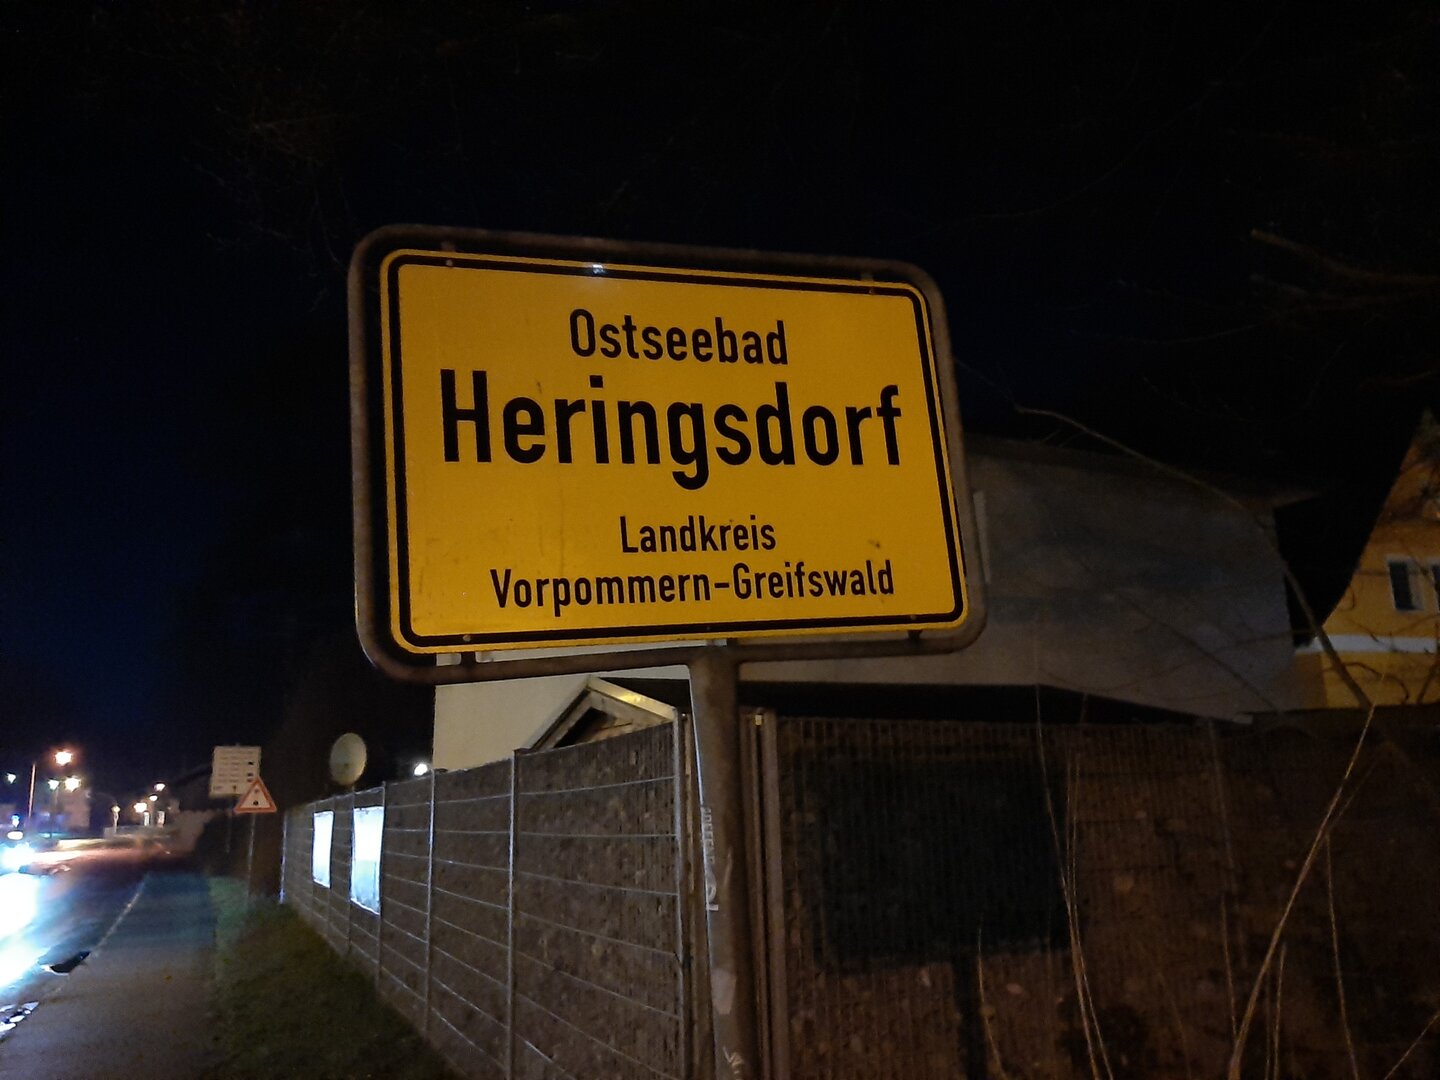 Ostseebad
Heringsdorf
Landkreis
Vorpommern-Greifswald